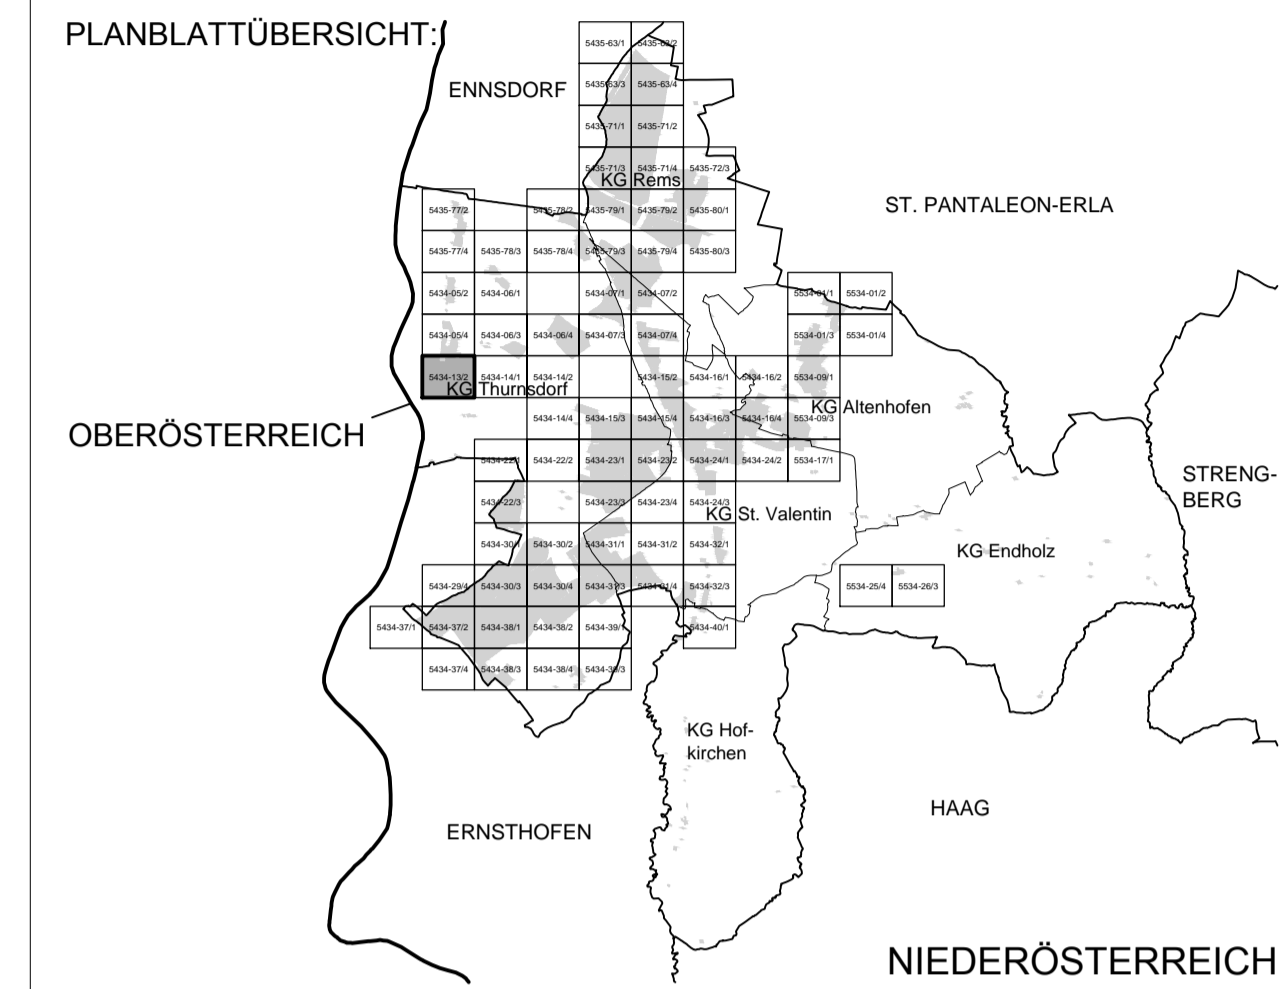 PLANBLATTÜBERSICHT:
5435-63/1 5435-63/2
ENNSDORF
5435-63/3 5435-63/4
5435-71/1 5435-71/2
5435-71/3 5435-71/4 5435-72/3
KG Rems
ST. PANTALEON-ERLA
5435-77/2 5435-78/2 5435-79/1 5435-79/2 5435-80/1
5435-77/4 5435-78/3 5435-78/4 5435-79/3 5435-79/4 5435-80/3
5434-05/2 5434-06/1 5434-07/1 5434-07/2 5534-01/1 5534-01/2
5434-05/4 5434-06/3 5434-06/4 5434-07/3 5434-07/4 5534-01/3 5534-01/4
5434-13/2 5434-14/1 5434-14/2 5434-15/2 5434-16/1 5434-16/2 5534-09/1
KG Thurnsdorf
KG Altenhofen
5434-14/4 5434-15/3 5434-15/4 5434-16/3 5434-16/4 5534-09/3
OBERÖSTERREICH
5434-22/1 5434-22/2 5434-23/1 5434-23/2 5434-24/1 5434-24/2 5534-17/1
STRENG-
BERG
5434-22/3 5434-23/3 5434-23/4 5434-24/3
KG St. Valentin
5434-30/1 5434-30/2 5434-31/1 5434-31/2 5434-32/1
KG Endholz
5434-29/4 5434-30/3 5434-30/4 5434-31/3 5434-31/4 5434-32/3 5534-25/4 5534-26/3
5434-37/1 5434-37/2 5434-38/1 5434-38/2 5434-39/1 5434-40/1
5434-37/4 5434-38/3 5434-38/4 5434-39/3
KG Hof-
kirchen
HAAG
ERNSTHOFEN
NIEDERÖSTERREICH